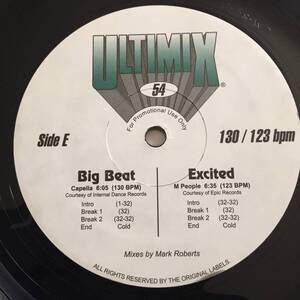 ULTIMIX®
54
For Promotional Use Only
Side E
130 / 123 bpm
Big Beat
Capella 6:05 (130 BPM)
Courtesy of Internal Dance Records
Intro (1-32)
Break 1 (32)
Break 2 (32-32)
End Cold
Excited
M People 6:35 (123 BPM)
Courtesy of Epic Records
Intro (32-32)
Break 1 (32)
Break 2 (32-32)
End Cold
Mixes by Mark Roberts
ALL RIGHTS RESERVED BY THE ORIGINAL LABELS.